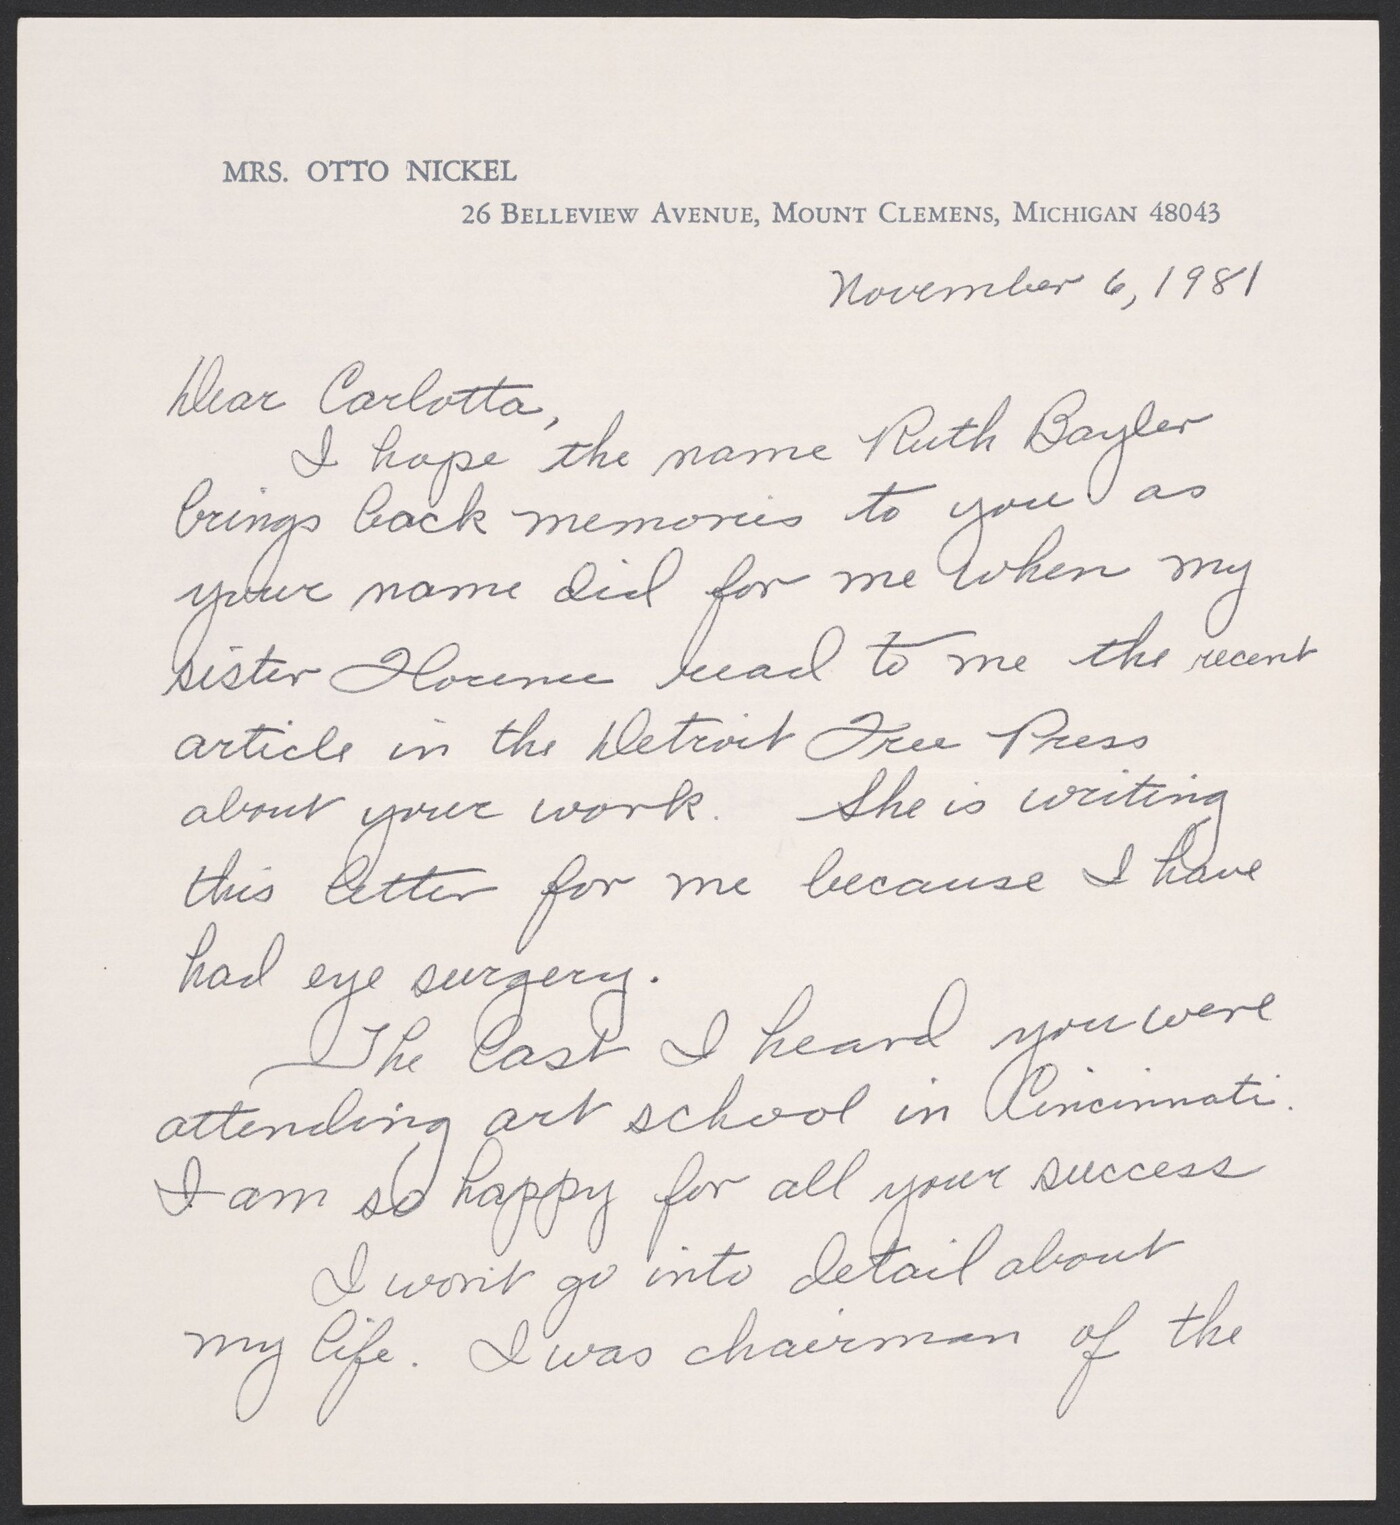 MRS. OTTO NICKEL
26 BELLEVIEW AVENUE, MOUNT CLEMENS, MICHIGAN 48043
November 6, 1981
Dear Carlotta,
I hope the name Ruth Bayler
brings back memories to you as
your name did for me when my
sister Florence read to me the recent
article in the Detroit Free Press
about your work. She is writing
this letter for me because I have
had eye surgery.
The last I heard you were
attending art school in Cincinnati.
I am so happy for all your success
I won't go into detail about
my life. I was chairman of the